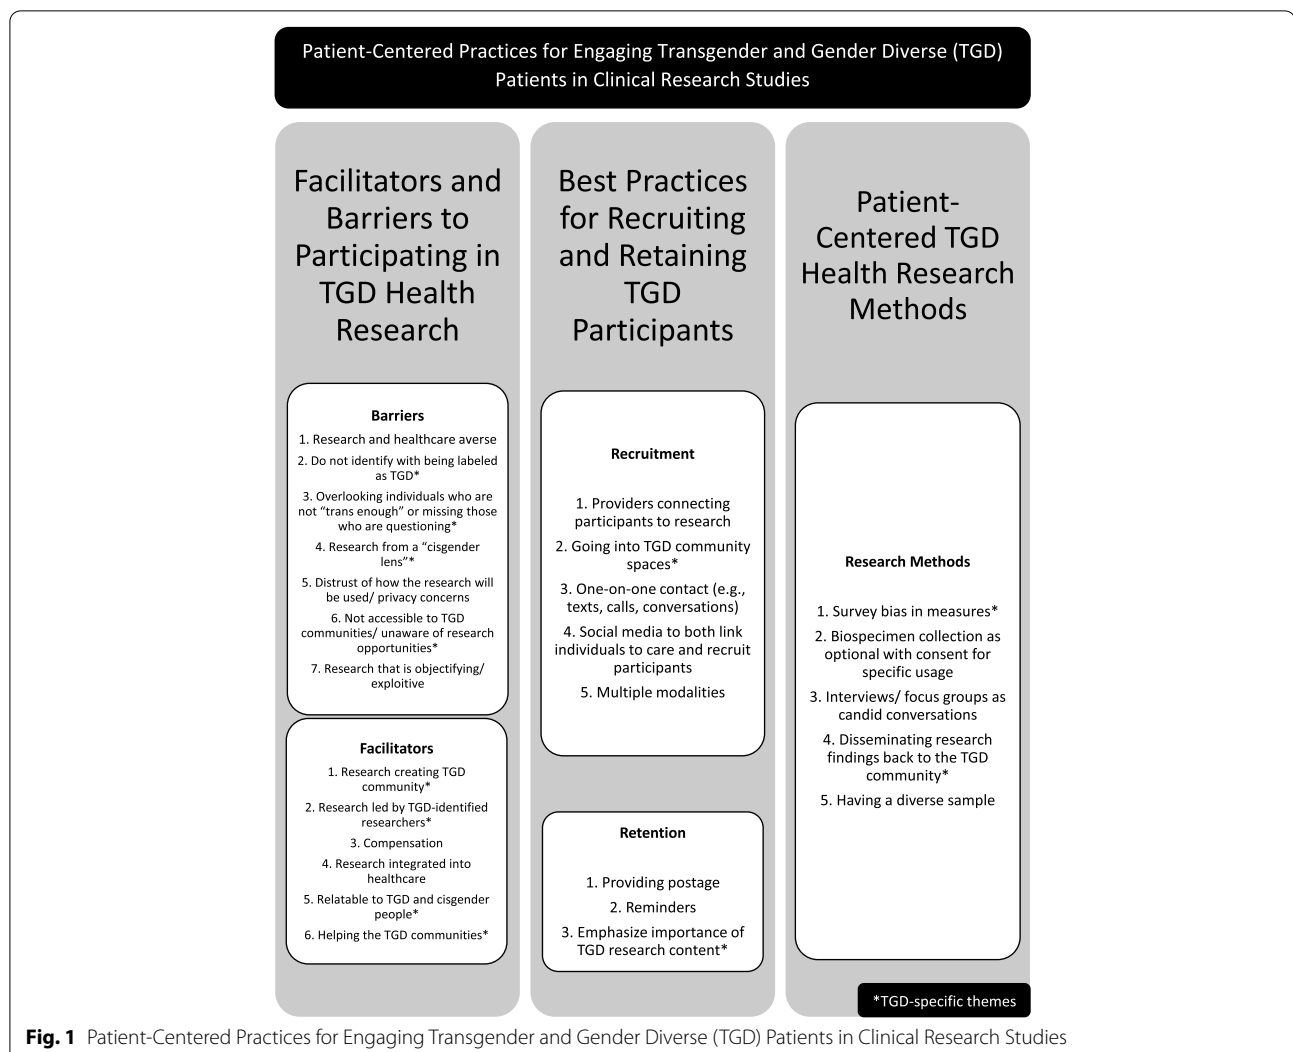 Patient-Centered Practices for Engaging Transgender and Gender Diverse (TGD)
Patients in Clinical Research Studies
Facilitators and
Barriers to
Participating in
TGD Health
Research
Barriers
1. Research and healthcare averse
2. Do not identify with being labeled
as TGD*
3. Overlooking individuals who are
not “trans enough” or missing those
who are questioning*
4. Research from a “cisgender
lens”*
5. Distrust of how the research will
be used/ privacy concerns
6. Not accessible to TGD
communities/ unaware of research
opportunities*
7. Research that is objectifying/
exploitive
Facilitators
1. Research creating TGD
community*
2. Research led by TGD-identified
researchers*
3. Compensation
4. Research integrated into
healthcare
5. Relatable to TGD and cisgender
people*
6. Helping the TGD communities*
Best Practices
for Recruiting
and Retaining
TGD
Participants
Recruitment
1. Providers connecting
participants to research
2. Going into TGD community
spaces*
3. One-on-one contact (e.g.,
texts, calls, conversations)
4. Social media to both link
individuals to care and recruit
participants
5. Multiple modalities
Retention
1. Providing postage
2. Reminders
3. Emphasize importance of
TGD research content*
Patient-
Centered TGD
Health Research
Methods
Research Methods
1. Survey bias in measures*
2. Biospecimen collection as
optional with consent for
specific usage
3. Interviews/ focus groups as
candid conversations
4. Disseminating research
findings back to the TGD
community*
5. Having a diverse sample
*TGD-specific themes
Fig. 1 Patient-Centered Practices for Engaging Transgender and Gender Diverse (TGD) Patients in Clinical Research Studies